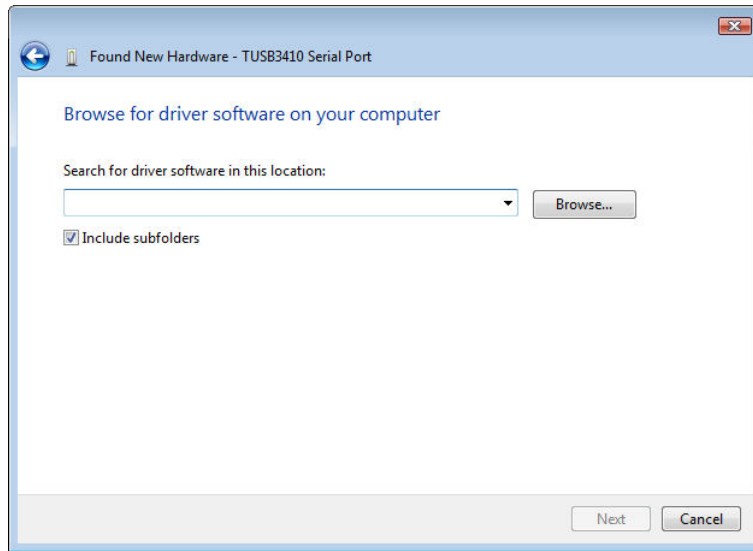 Found New Hardware - TUSB3410 Serial Port
Browse for driver software on your computer
Search for driver software in this location:
Browse...
Include subfolders
Next
Cancel